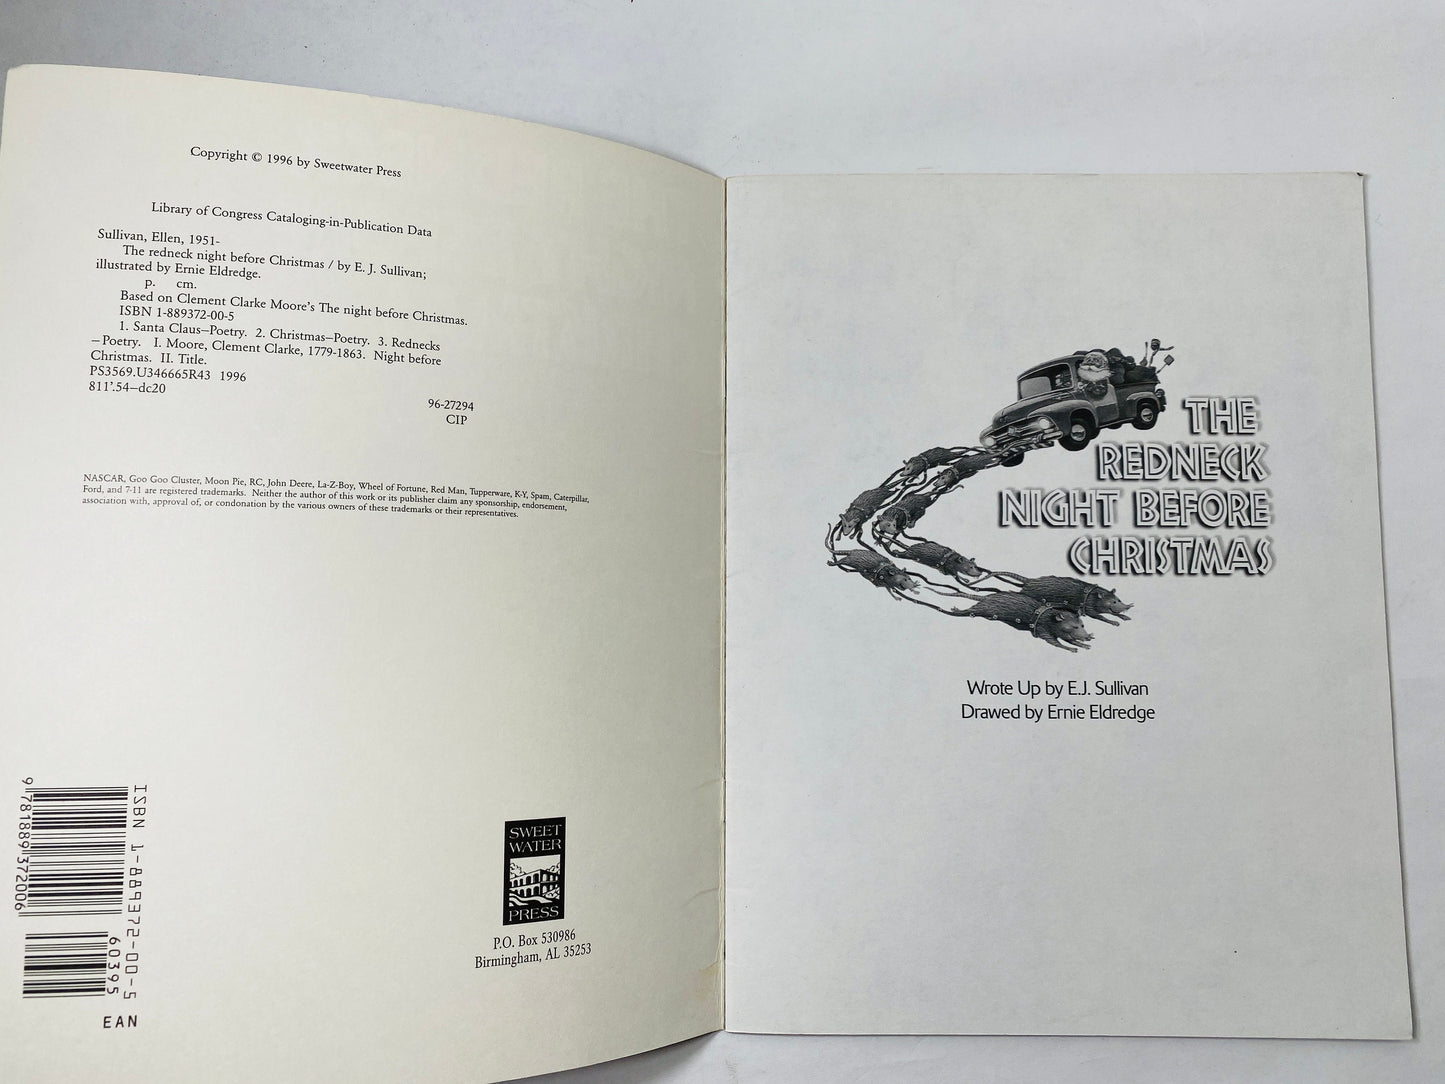 Copyright © 1996 by Sweetwater Press
Library of Congress Cataloging-in-Publication Data
Sullivan, Ellen, 1951-
The redneck night before Christmas / by E. J. Sullivan;
illustrated by Ernie Eldredge.
p. cm.
Based on Clement Clarke Moore's The night before Christmas.
ISBN 1-889372-00-5
1. Santa Claus—Poetry. 2. Christmas—Poetry. 3. Rednecks
—Poetry. I. Moore, Clement Clarke, 1779-1863. Night before
Christmas. II. Title.
PS3569.U346665R43 1996
811'.54—dc20
96-27294
CIP
NASCAR, Goo Goo Cluster, Moon Pie, RC, John Deere, La-Z-Boy, Wheel of Fortune, Red Man, Tupperware, K-Y, Spam, Caterpillar,
Ford, and 7-11 are registered trademarks. Neither the author of this work or its publisher claim any sponsorship, endorsement,
association with, approval of, or condonation by the various owners of these trademarks or their representatives.
ISBN 1-889372-00-5
9 781889 372006
60395
EAN
SWEET
WATER
PRESS
P.O. Box 530986
Birmingham, AL 35253
THE
REDNECK
NIGHT BEFORE
CHRISTMAS
Wrote Up by E.J. Sullivan
Drawed by Ernie Eldredge